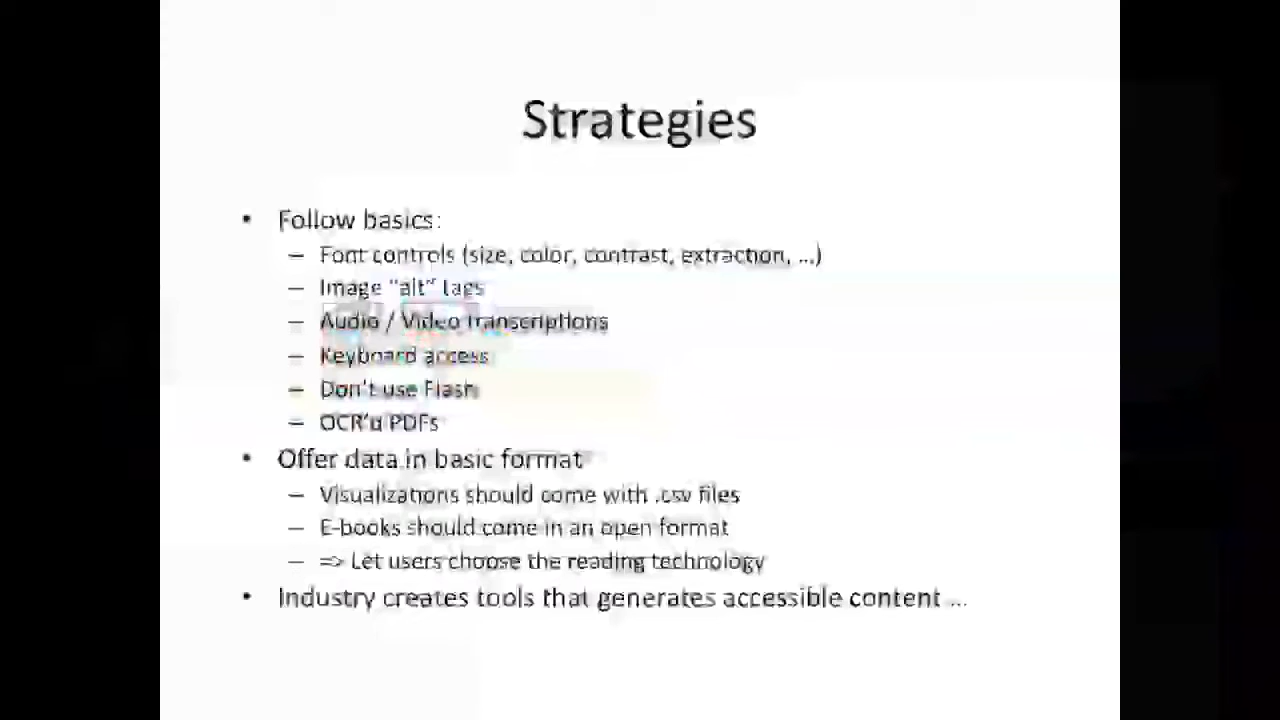 Strategies
• Follow basics:
– Font controls (size, color, contrast, extraction, ...)
– Image "alt" tags
– Audio / Video transcriptions
– Keyboard access
– Don't use Flash
– OCR'd PDFs
• Offer data in basic format
– Visualizations should come with .csv files
– E-books should come in an open format
– => Let users choose the reading technology
• Industry creates tools that generates accessible content ...